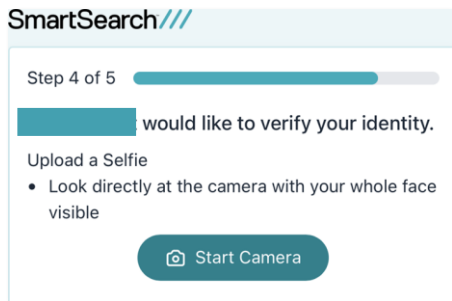 SmartSearch///
Step 4 of 5
would like to verify your identity.
Upload a Selfie
• Look directly at the camera with your whole face
visible
Start Camera